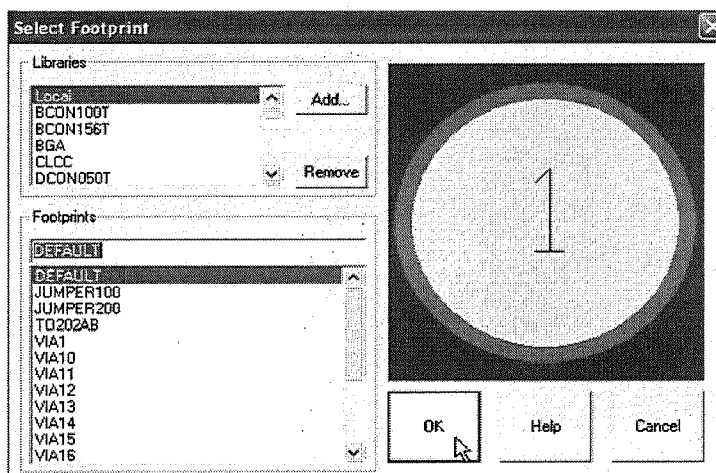 Select Footprint
Libraries
Local
BCON100T
BCON156T
BGA
CLCC
DCON050T
Add...
Remove
Footprints
DEFAULT
DEFAULT
JUMPER100
JUMPER200
TO202AB
VIA1
VIA10
VIA11
VIA12
VIA13
VIA14
VIA15
VIA16
1
OK
Help
Cancel